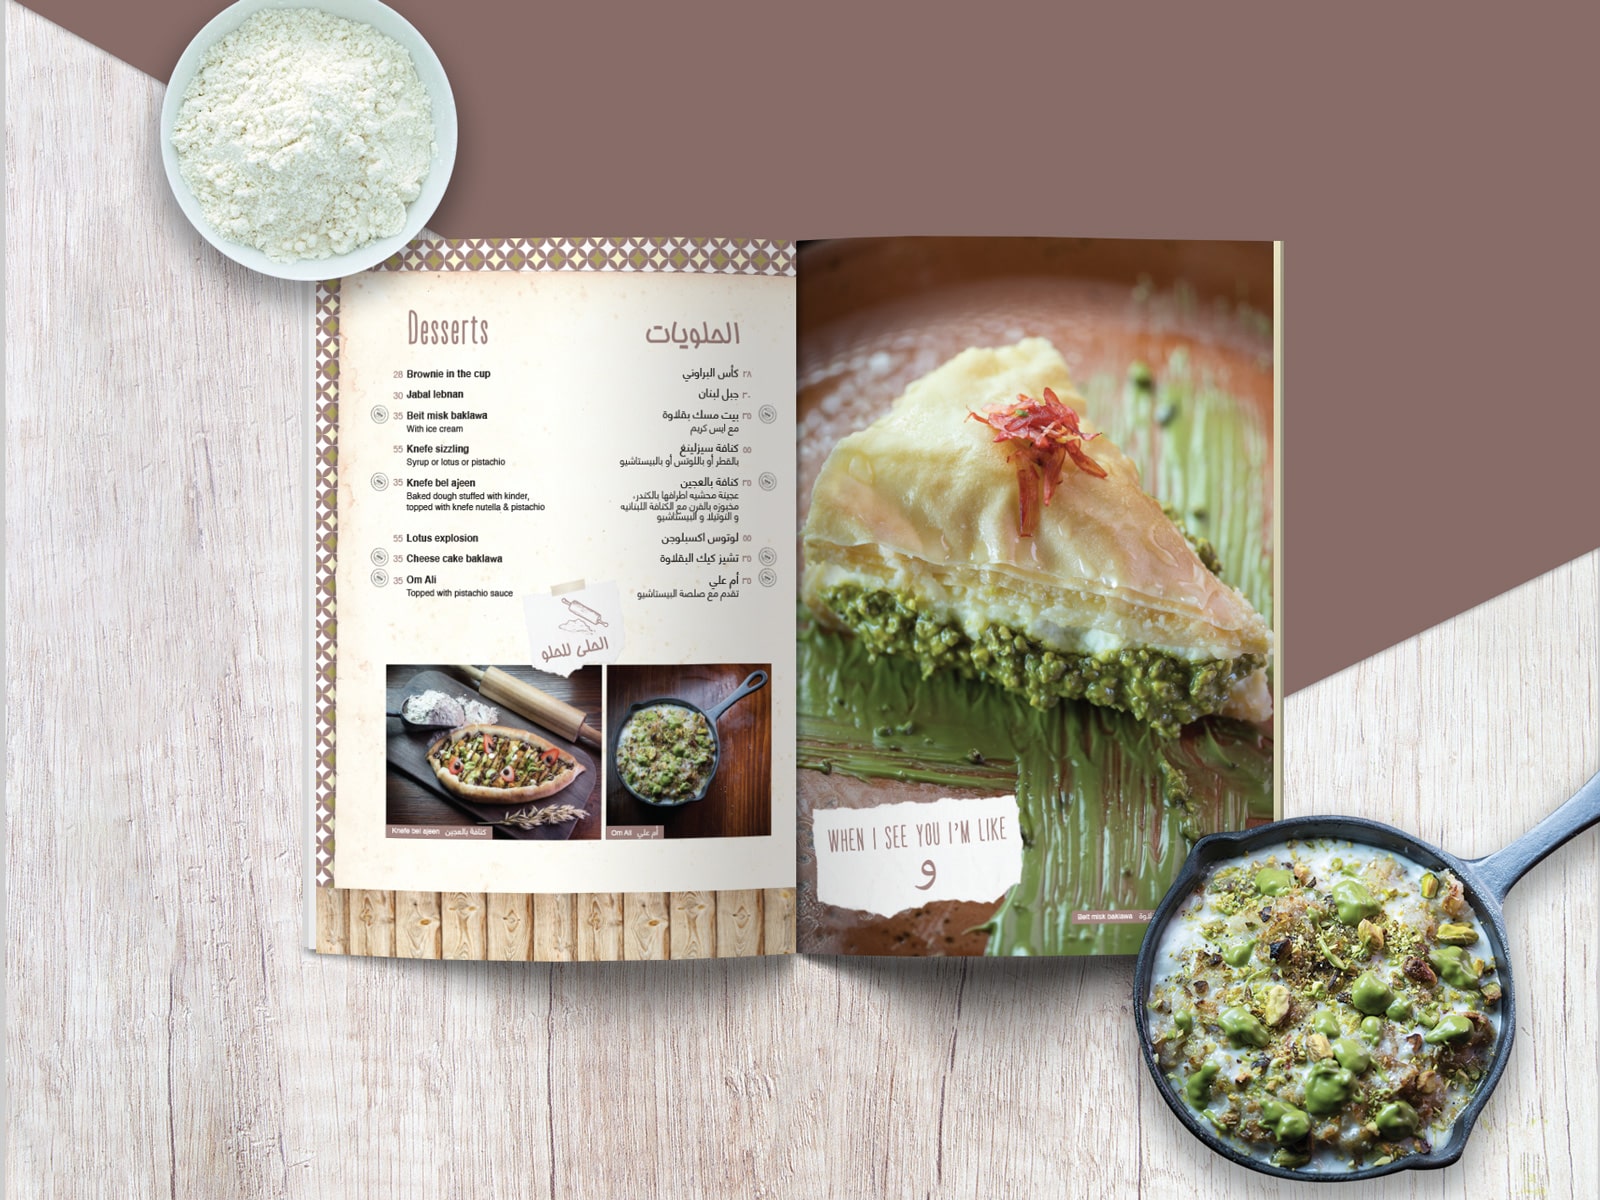 Desserts
28 Brownie in the cup
30 Jabal lebnan
35 Beit misk baklawa
With ice cream
55 Knefe sizzling
Syrup or lotus or pistachio
35 Knefe bel ajeen
Baked dough stuffed with kinder,
topped with knefe nutella & pistachio
55 Lotus explosion
35 Cheese cake baklawa
35 Om Ali
Topped with pistachio sauce
الحلويات
٢٨ كأس البراوني
٣٠ جبل لبنان
٣٥ بيت مسك بقلاوة
مع ايس كريم
٥٥ كنافة سيزلينغ
بالقطر أو باللوتس أو بالبيستاشيو
٣٥ كنافة بالعجين
عجينة محشيه اطرافها بالكندر،
مخبوزه بالفرن مع الكنافة اللبنانيه
و النوتيلا و البيستاشيو
٥٥ لوتوس اكسبلوجن
٣٥ تشيز كيك البقلاوة
٣٥ أم علي
تقدم مع صلصة البيستاشيو
الحلى للحلو
Knefe bel ajeen كنافة بالعجين
Om Ali أم علي
WHEN I SEE YOU I'M LIKE
و
Beit misk baklawa